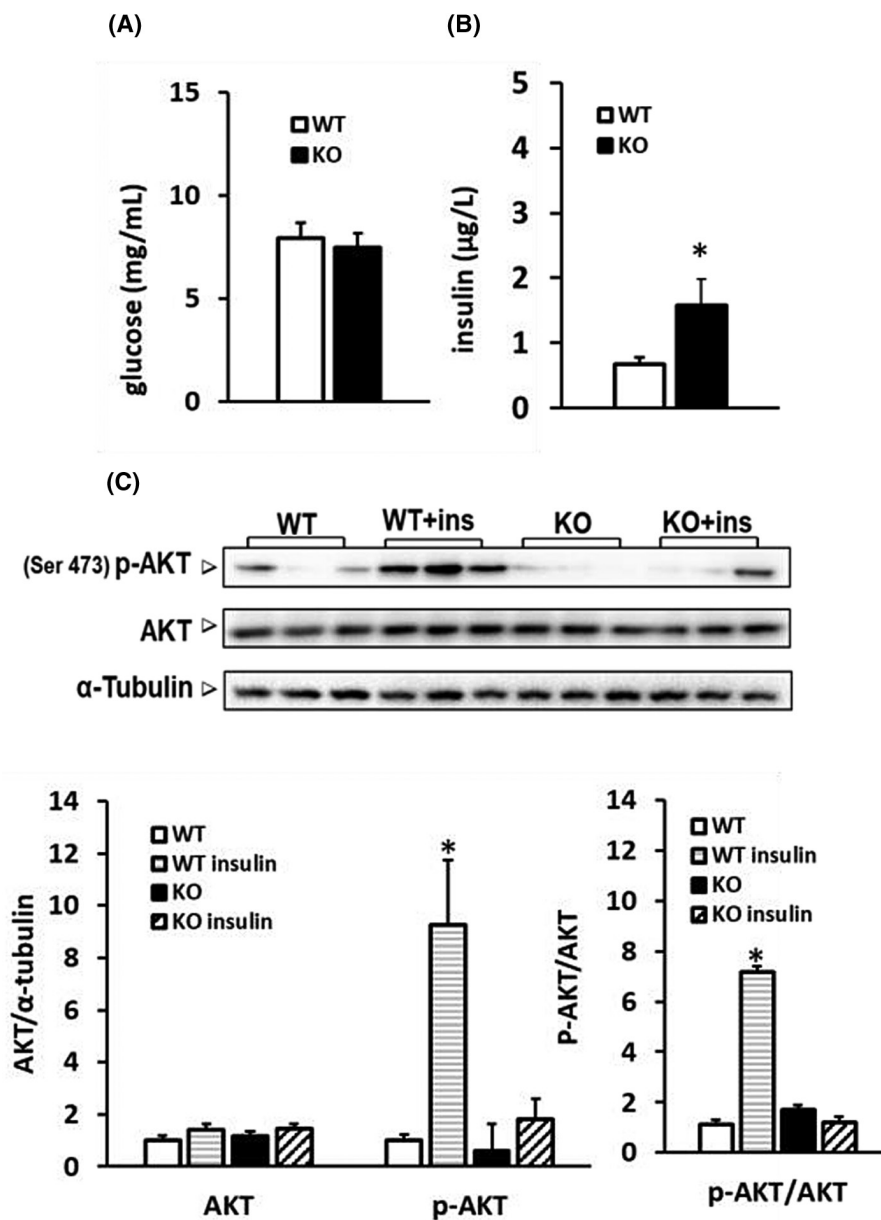 (A)
15
10
5
0
glucose (mg/mL)
WT
KO
(B)
5
4
3
2
1
0
insulin (µg/L)
WT
KO
*
(C)
WT WT+ins KO KO+ins
(Ser 473) p-AKT
AKT
α-Tubulin
14
12
10
8
6
4
2
0
AKT/α-tubulin
WT
WT insulin
KO
KO insulin
*
AKT p-AKT
14
12
10
8
6
4
2
0
P-AKT/AKT
WT
WT insulin
KO
KO insulin
*
p-AKT/AKT